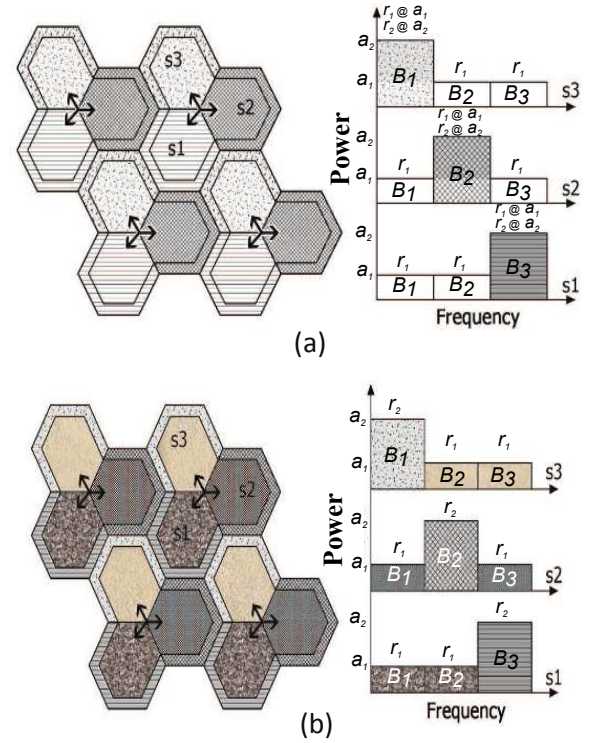 s3
s2
s1
r₁ @ a₁
r₂ @ a₂
a₂
r₁ r₁
a₁
B₁ B₂ B₃ s3
r₁ @ a₁
a₂ r₂ @ a₂
r₁ r₁
a₁
B₁ B₂ B₃ s2
r₁ @ a₁
a₂ r₂ @ a₂
r₁ r₁
a₁
B₁ B₂ B₃ s1
Power
Frequency
(a)
s3
s2
s1
r₂
a₂
r₁ r₁
a₁
B₁ B₂ B₃ s3
r₂
a₂
r₁ r₁
a₁
B₁ B₂ B₃ s2
r₂
a₂
r₁ r₁
a₁
B₁ B₂ B₃ s1
Power
Frequency
(b)